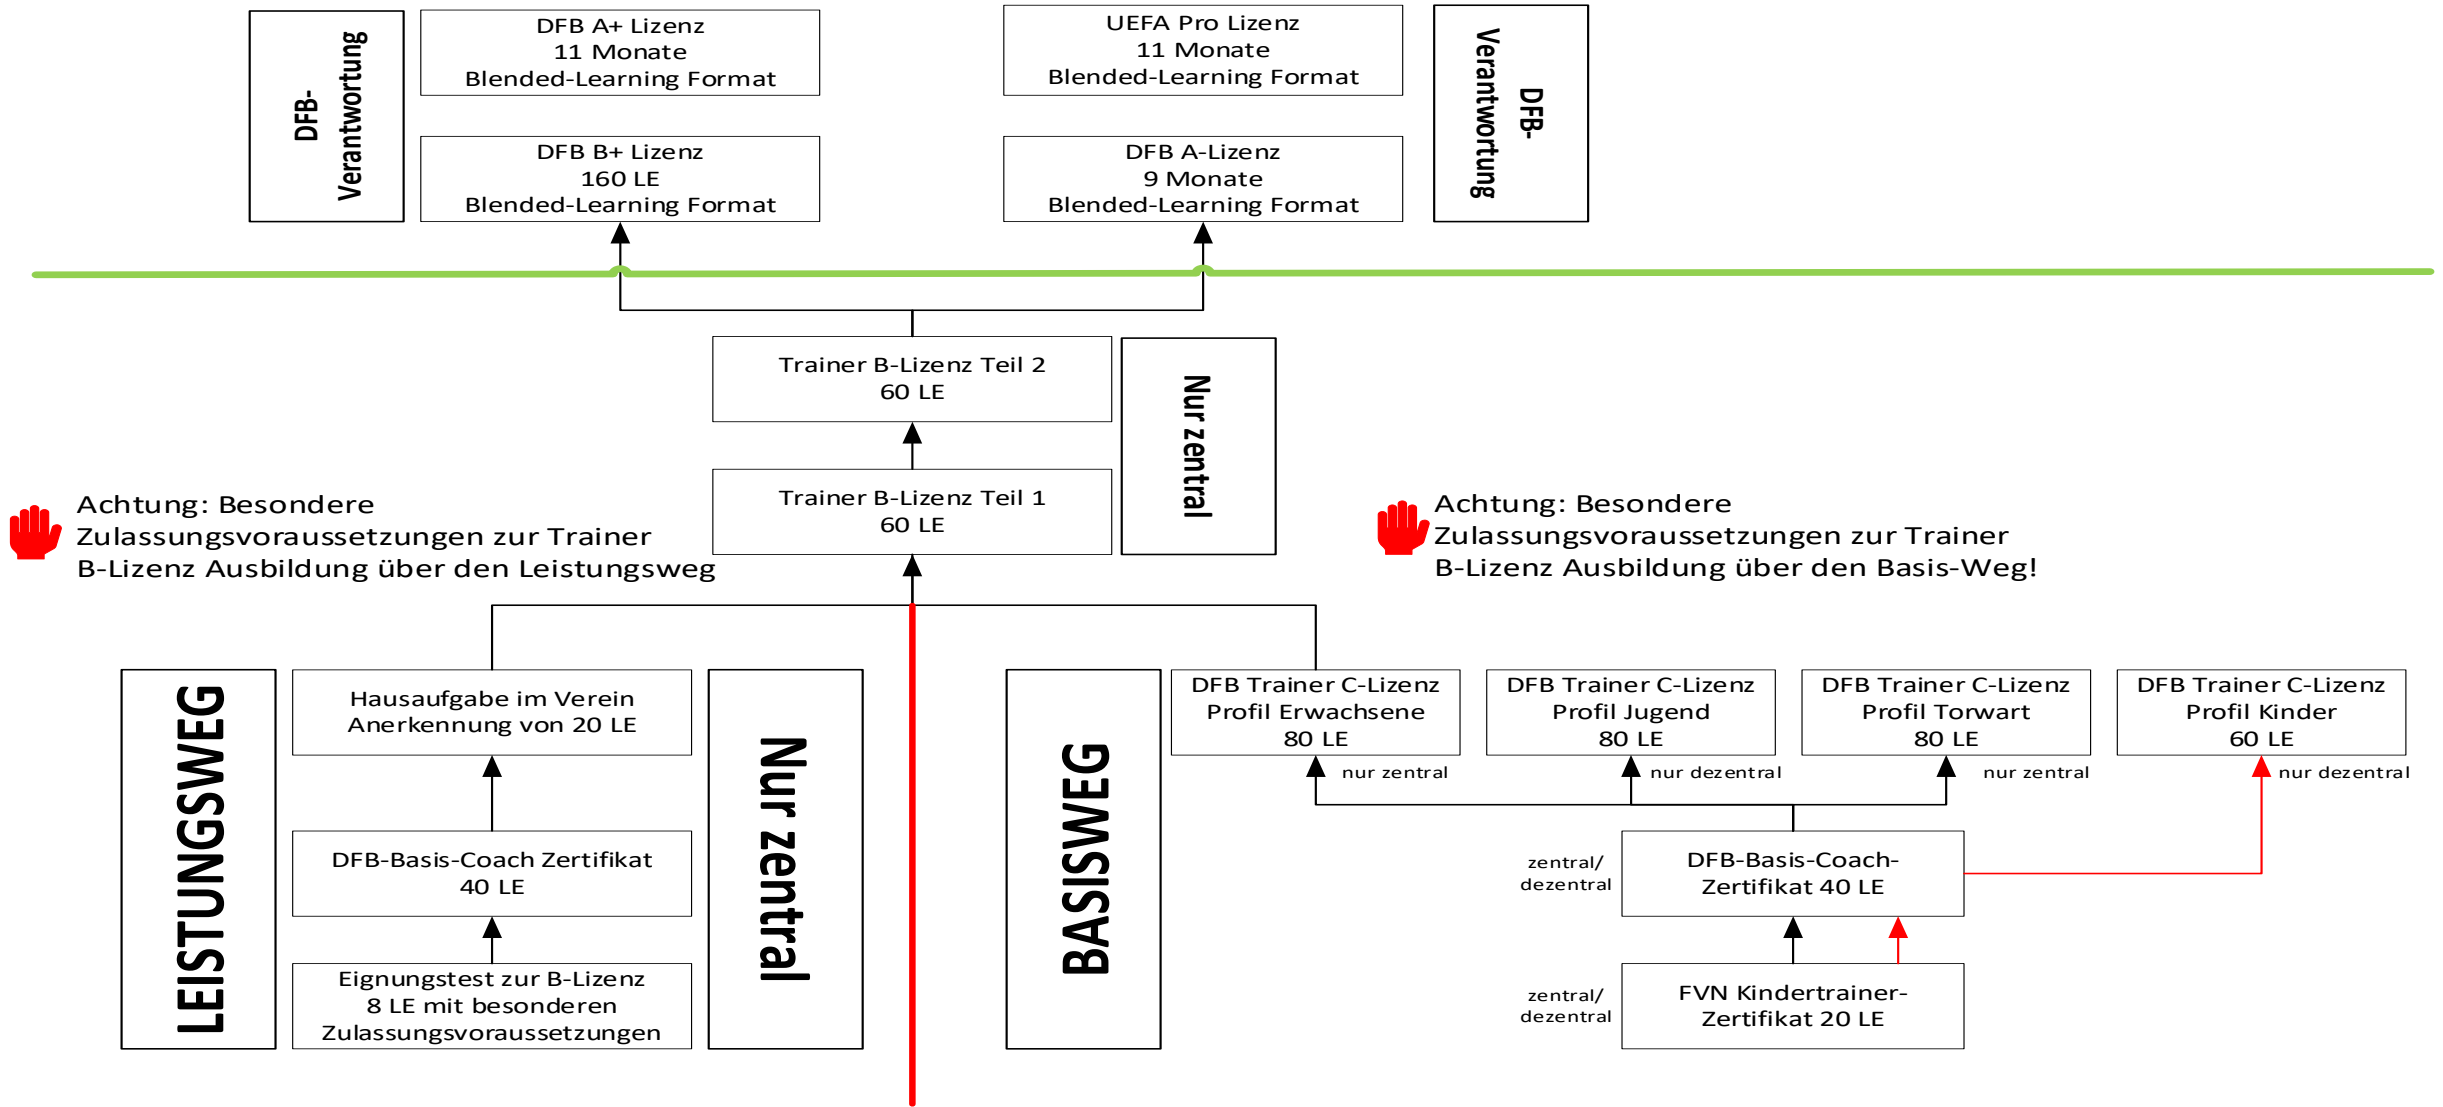 DFB-
Verantwortung
DFB A+ Lizenz
11 Monate
Blended-Learning Format
UEFA Pro Lizenz
11 Monate
Blended-Learning Format
DFB-
Verantwortung
DFB B+ Lizenz
160 LE
Blended-Learning Format
DFB A-Lizenz
9 Monate
Blended-Learning Format
Trainer B-Lizenz Teil 2
60 LE
Nur zentral
Trainer B-Lizenz Teil 1
60 LE
Achtung: Besondere
Zulassungsvoraussetzungen zur Trainer
B-Lizenz Ausbildung über den Leistungsweg
Achtung: Besondere
Zulassungsvoraussetzungen zur Trainer
B-Lizenz Ausbildung über den Basis-Weg!
LEISTUNGSWEG
Hausaufgabe im Verein
Anerkennung von 20 LE
DFB-Basis-Coach Zertifikat
40 LE
Eignungstest zur B-Lizenz
8 LE mit besonderen
Zulassungsvoraussetzungen
Nur zentral
BASISWEG
DFB Trainer C-Lizenz
Profil Erwachsene
80 LE
nur zentral
DFB Trainer C-Lizenz
Profil Jugend
80 LE
nur dezentral
DFB Trainer C-Lizenz
Profil Torwart
80 LE
nur zentral
DFB Trainer C-Lizenz
Profil Kinder
60 LE
nur dezentral
zentral/
dezentral
DFB-Basis-Coach-
Zertifikat 40 LE
zentral/
dezentral
FVN Kindertrainer-
Zertifikat 20 LE